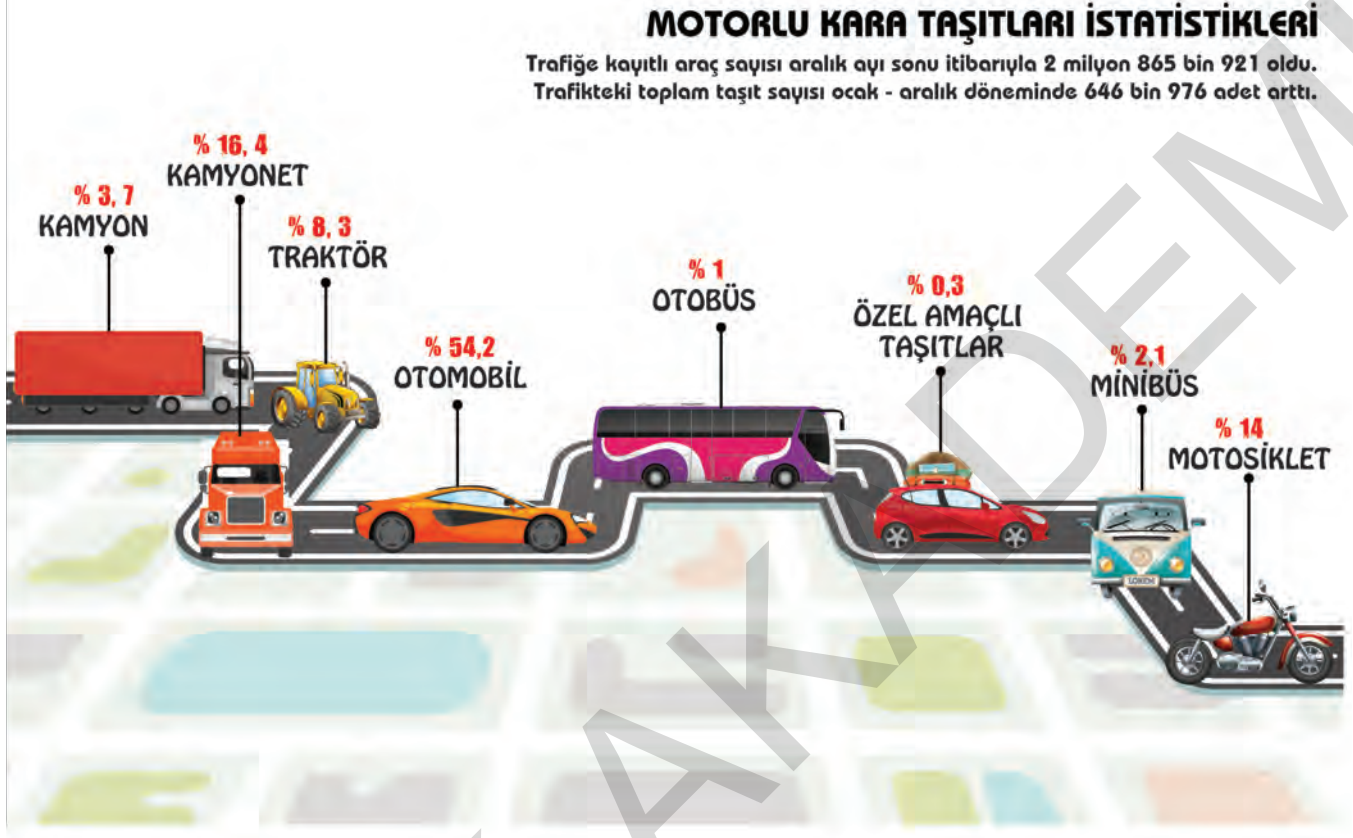 MOTORLU KARA TAŞITLARI İSTATİSTİKLERİ
Trafiğe kayıtlı araç sayısı aralık ayı sonu itibarıyla 2 milyon 865 bin 921 oldu.
Trafikteki toplam taşıt sayısı ocak - aralık döneminde 646 bin 976 adet arttı.
% 3, 7
KAMYON
% 16, 4
KAMYONET
% 8, 3
TRAKTÖR
% 54,2
OTOMOBİL
% 1
OTOBÜS
% 0,3
ÖZEL AMAÇLI
TAŞITLAR
% 2,1
MİNİBÜS
% 14
MOTOSİKLET
AKADEMİ